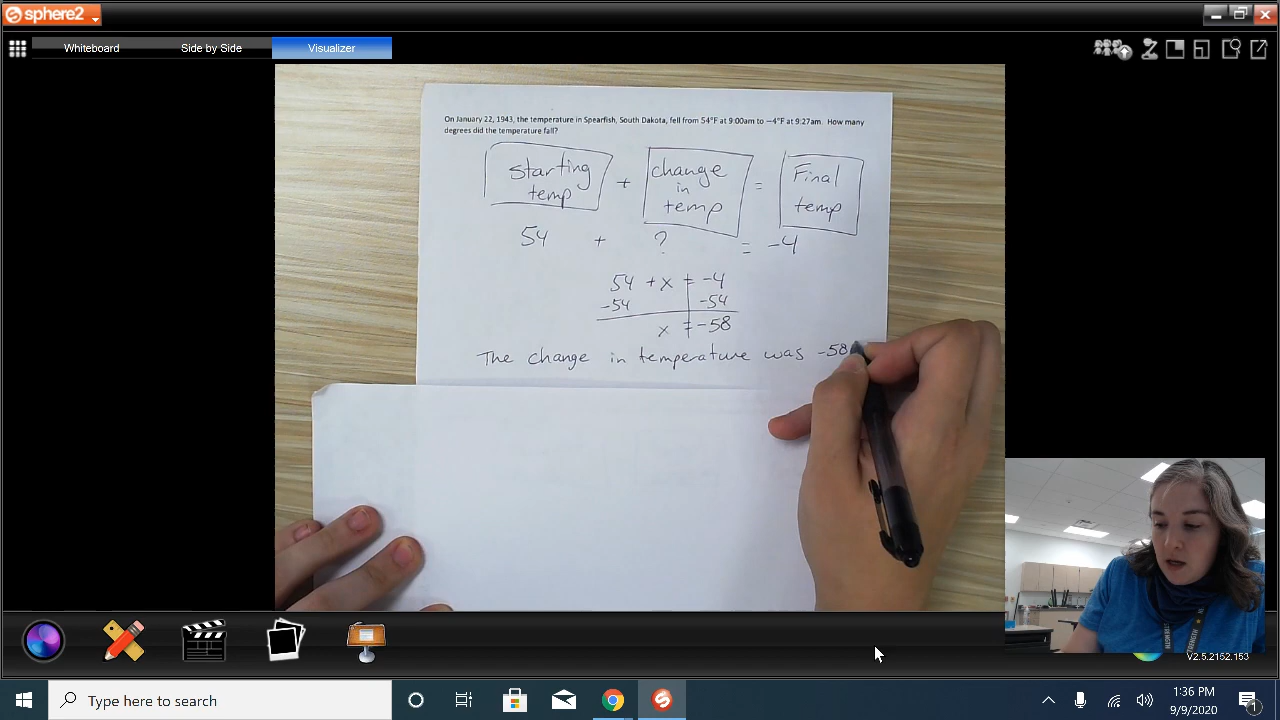 sphere2
Whiteboard Side by Side Visualizer
On January 22, 1943, the temperature in Spearfish, South Dakota, fell from 54°F at 9:00am to −4°F at 9:27am. How many
degrees did the temperature fall?
starting temp + change in temp = Final temp
54 + ? = -4
54 + x = -4
-54 -54
x = -58
The change in temperature was -58
V2.5.2152.153
Type here to search
1:36 PM
9/9/2020
1